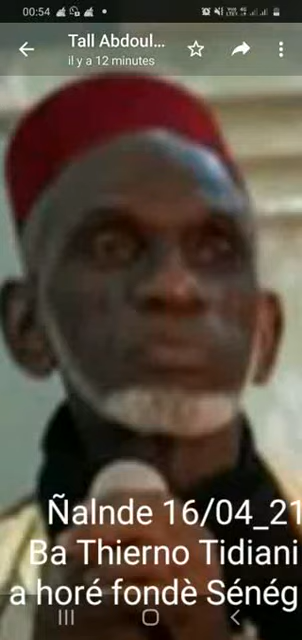 00:54
Tall Abdoul...
il y a 12 minutes
Ñalnde 16/04_21
Ba Thierno Tidiani
a horé fondè Sénég